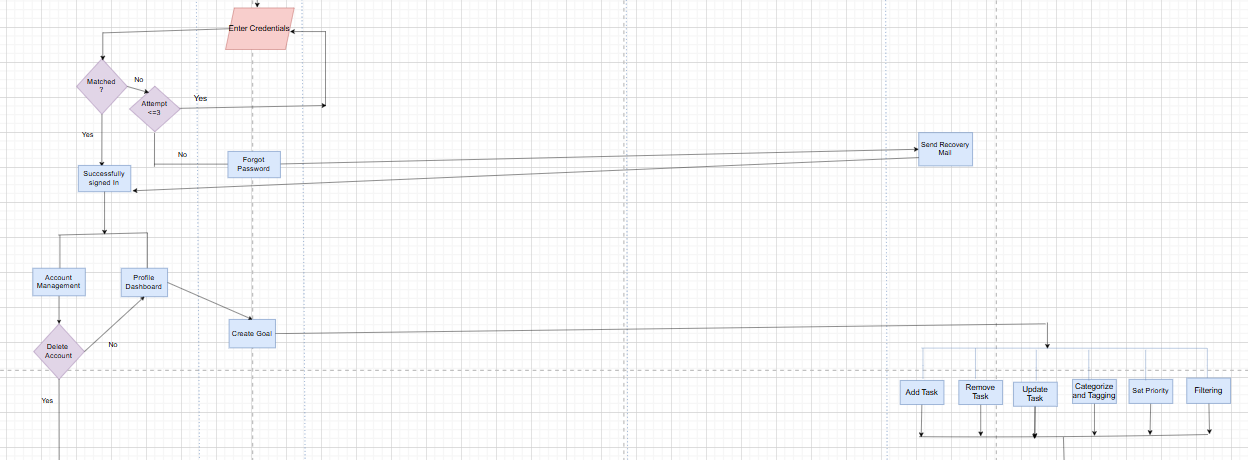 Enter Credentials
Matched
?
No
Attempt
<=3
Yes
Yes
No
Forgot
Password
Send Recovery
Mail
Successfully
signed In
Account
Management
Profile
Dashboard
Create Goal
Delete
Account
No
Yes
Add Task
Remove
Task
Update
Task
Categorize
and Tagging
Set Priority
Filtering